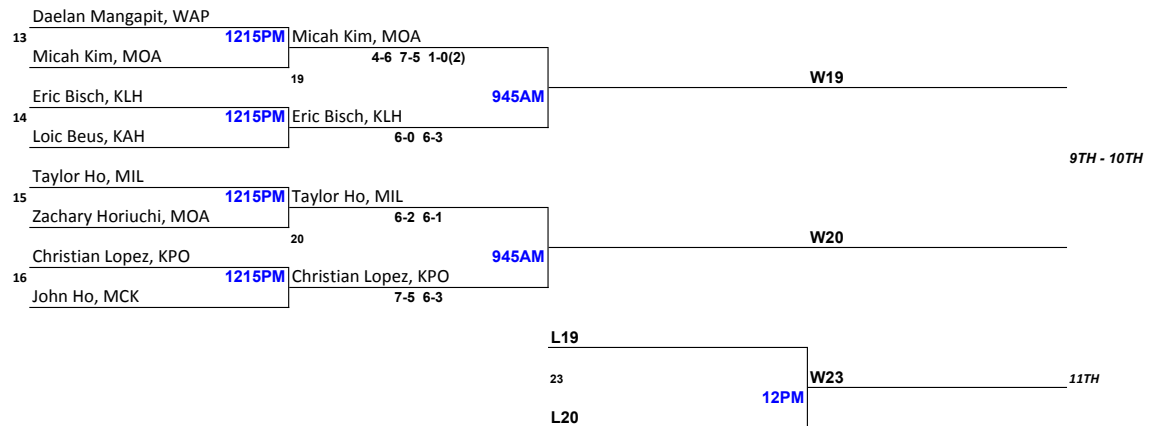 Daelan Mangapit, WAP
13
1215PM Micah Kim, MOA
Micah Kim, MOA
4-6 7-5 1-0(2)
19
W19
Eric Bisch, KLH
945AM
14
1215PM Eric Bisch, KLH
Loic Beus, KAH
6-0 6-3
9TH - 10TH
Taylor Ho, MIL
15
1215PM Taylor Ho, MIL
Zachary Horiuchi, MOA
6-2 6-1
20
W20
Christian Lopez, KPO
945AM
16
1215PM Christian Lopez, KPO
John Ho, MCK
7-5 6-3
L19
23
W23
11TH
12PM
L20